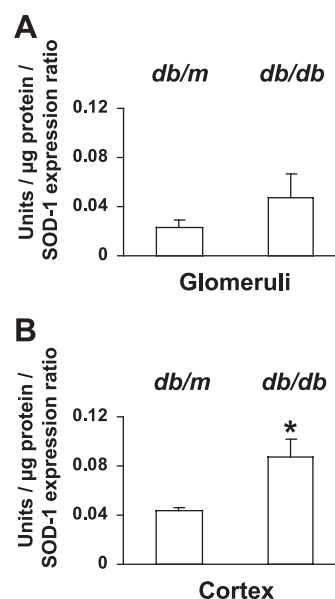 A
db/m db/db
Units / µg protein /
SOD-1 expression ratio
0.12
0.08
0.04
0
Glomeruli
B
db/m db/db
Units / µg protein /
SOD-1 expression ratio
0.12
0.08
0.04
0
*
Cortex